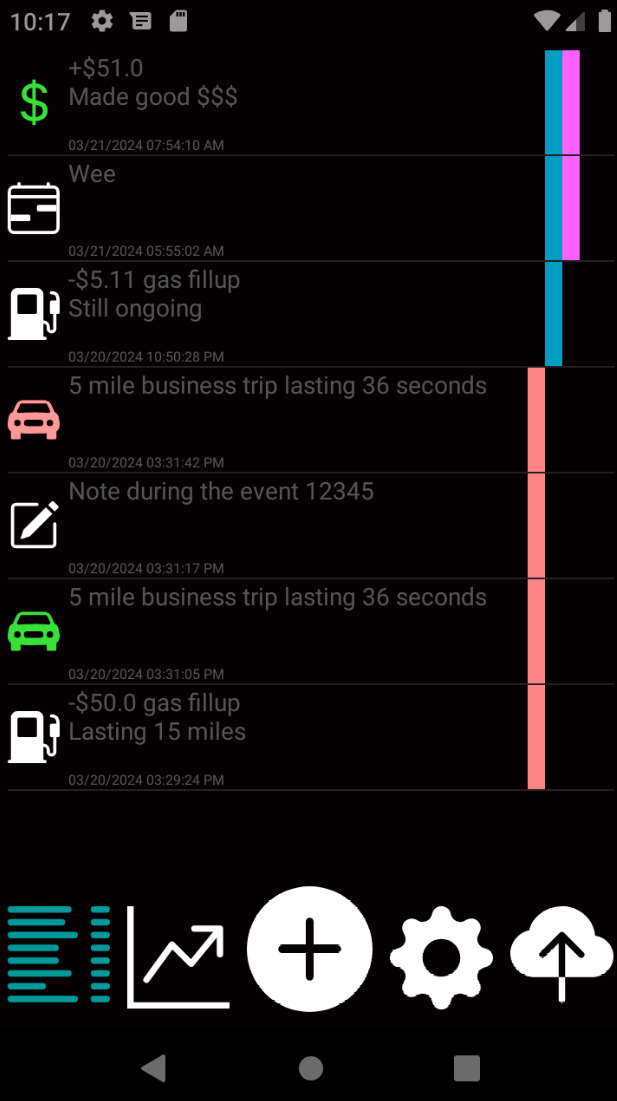 10:17
+$51.0
Made good $$$
03/21/2024 07:54:10 AM
Wee
03/21/2024 05:55:02 AM
-$5.11 gas fillup
Still ongoing
03/20/2024 10:50:28 PM
5 mile business trip lasting 36 seconds
03/20/2024 03:31:42 PM
Note during the event 12345
03/20/2024 03:31:17 PM
5 mile business trip lasting 36 seconds
03/20/2024 03:31:05 PM
-$50.0 gas fillup
Lasting 15 miles
03/20/2024 03:29:24 PM